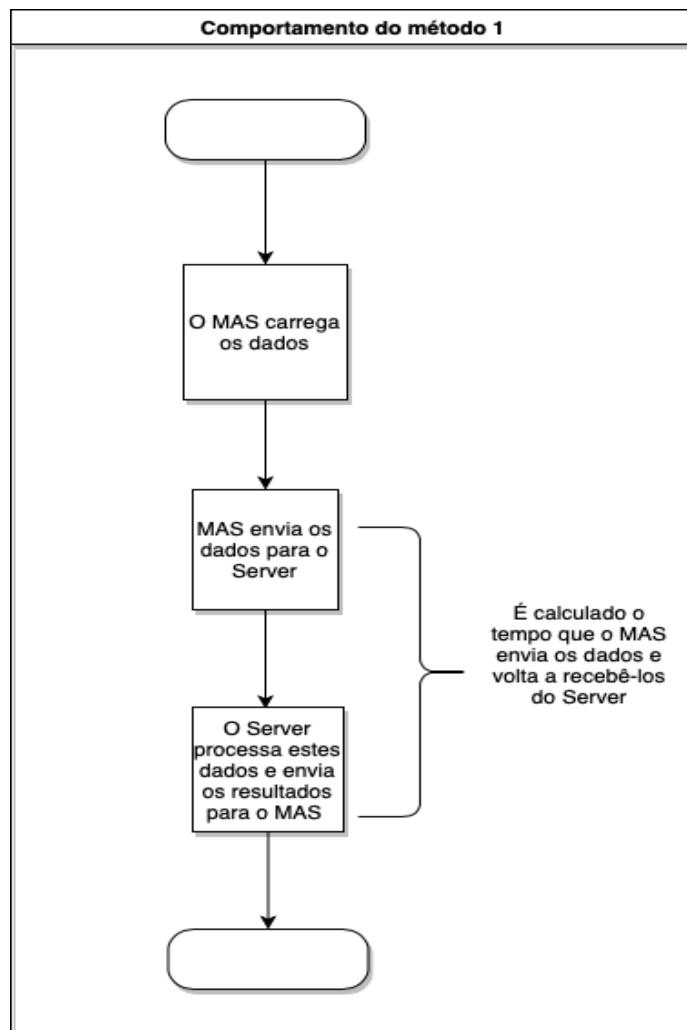 Comportamento do método 1
O MAS carrega
os dados
MAS envia os
dados para o
Server
É calculado o
tempo que o MAS
envia os dados e
volta a recebê-los
do Server
O Server
processa estes
dados e envia
os resultados
para o MAS